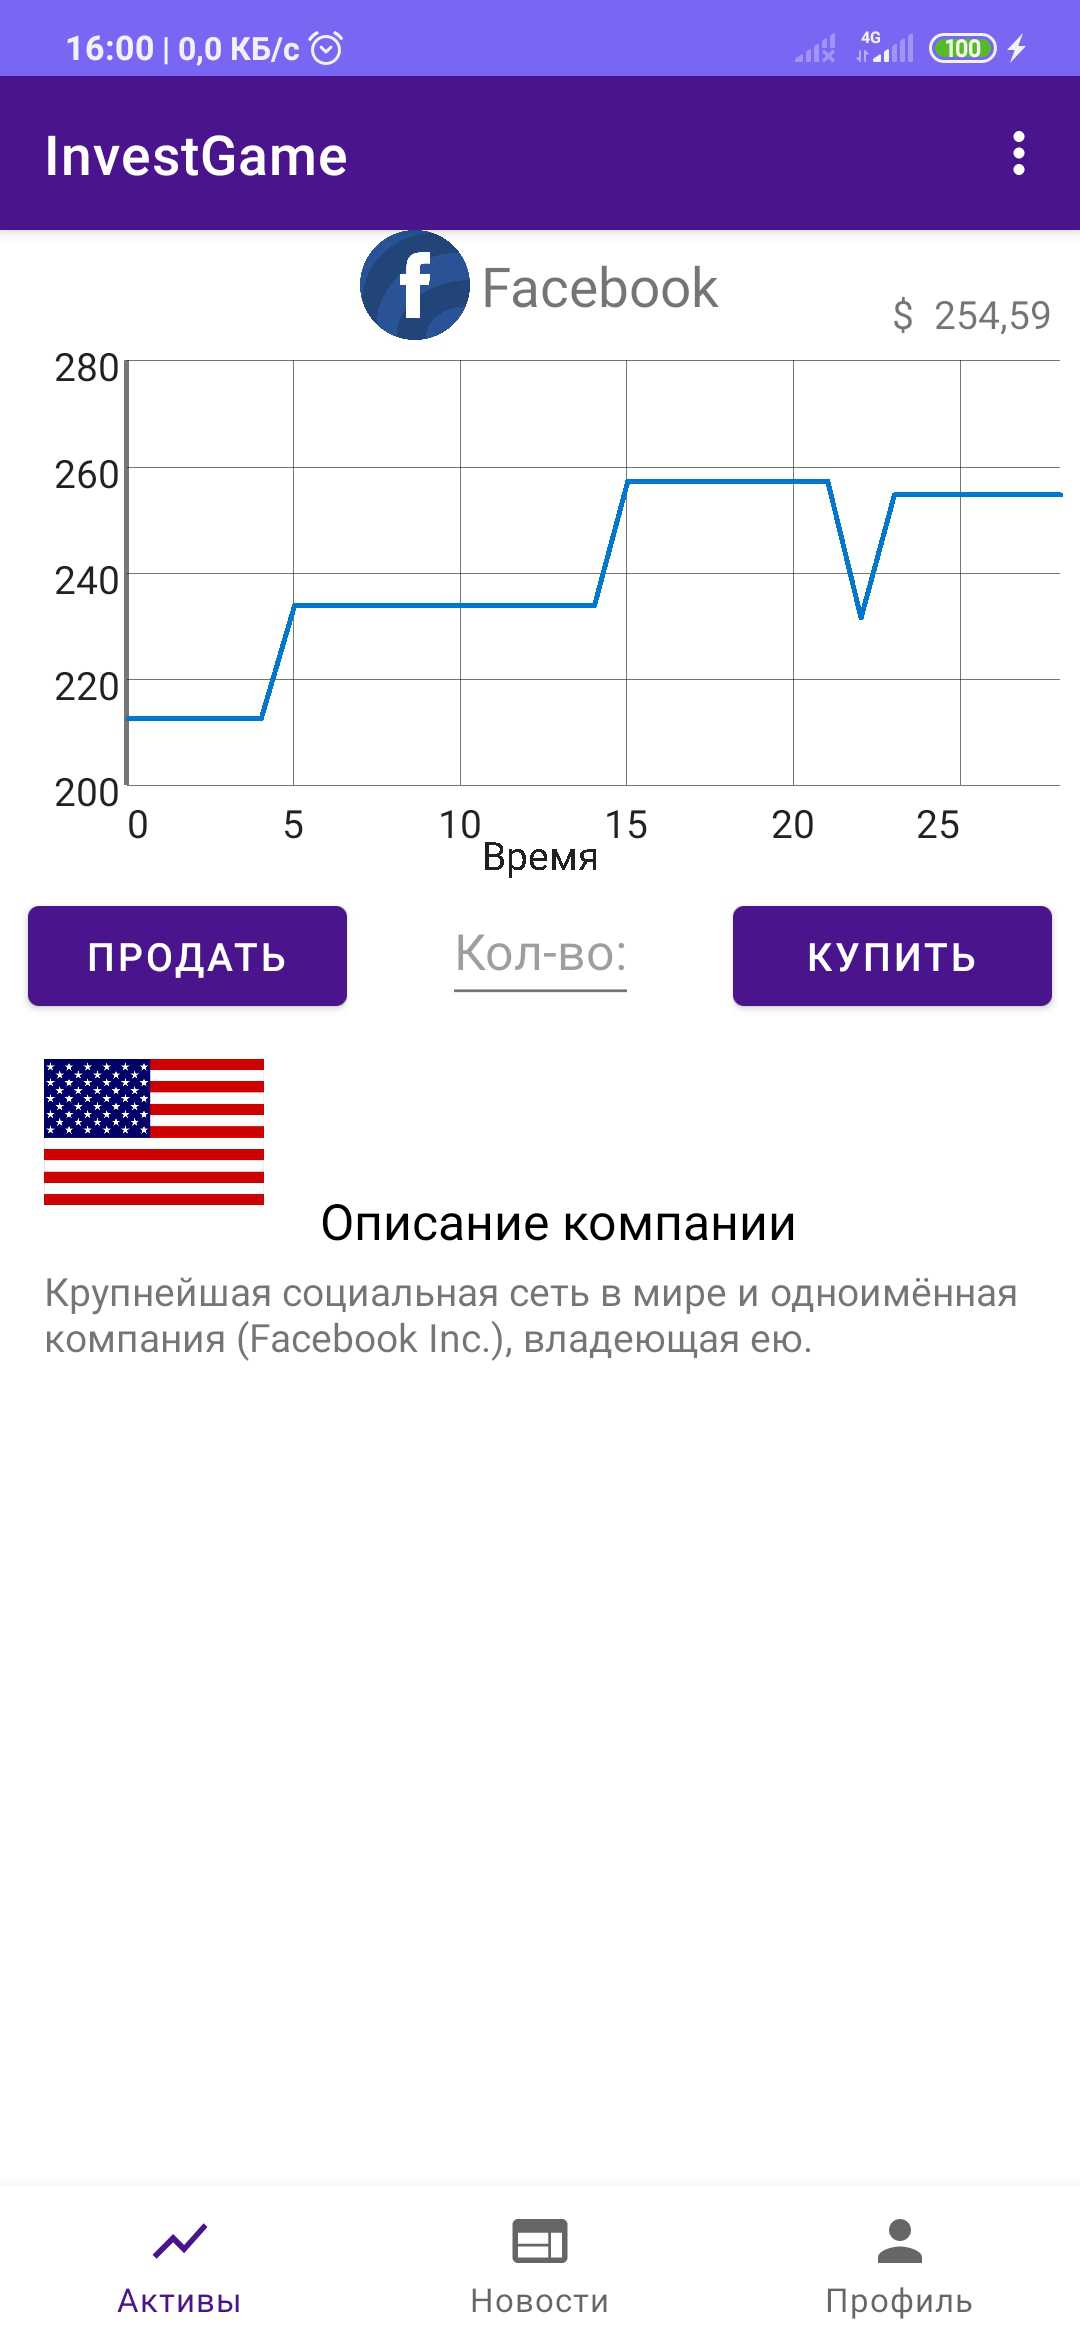 16:00 | 0,0 КБ/с
4G
100
InvestGame
f Facebook
$ 254,59
280
260
240
220
200
0 5 10 15 20 25
Время
ПРОДАТЬ
Кол-во:
КУПИТЬ
Описание компании
Крупнейшая социальная сеть в мире и одноимённая
компания (Facebook Inc.), владеющая ею.
Активы
Новости
Профиль